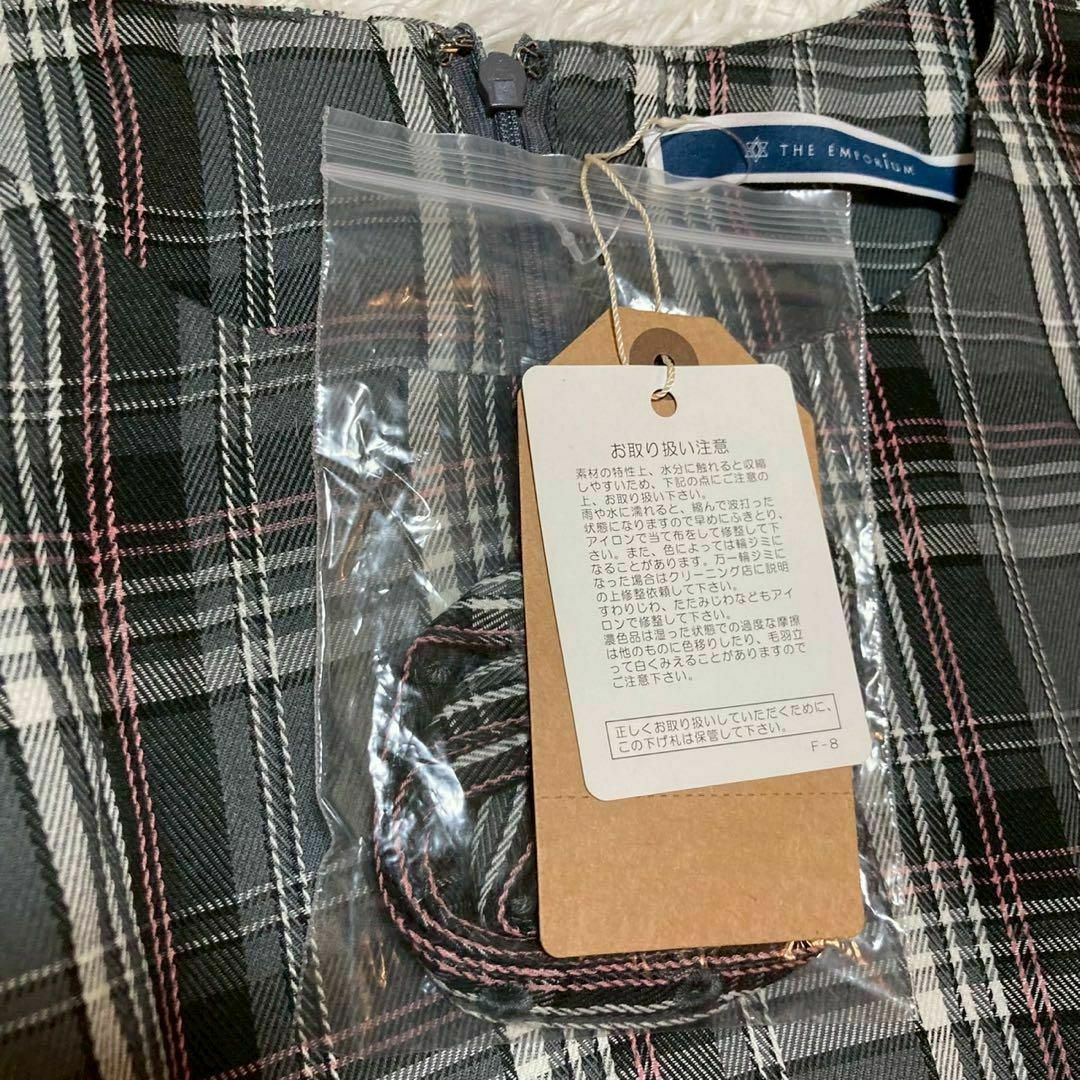 THE EMPORiUM
お取り扱い注意
素材の特性上、水分に触れると収縮
しやすいため、下記の点にご注意の
上、お取り扱い下さい。
雨や水に濡れると、縮んで波打った
状態になりますので早めにふきとり、
アイロンで当て布をして修整して下
さい。また、色によっては輪ジミに
なることがあります。万一輪ジミに
なった場合はクリーニング店に説明
の上修整依頼して下さい。
すわりじわ、たたみじわなどもアイ
ロンで修整して下さい。
濃色品は湿った状態での過度な摩擦
は他のものに色移りしたり、毛羽立
って白くみえることがありますので
ご注意下さい。
正しくお取り扱いしていただくために、
この下げ札は保管して下さい。
F-8